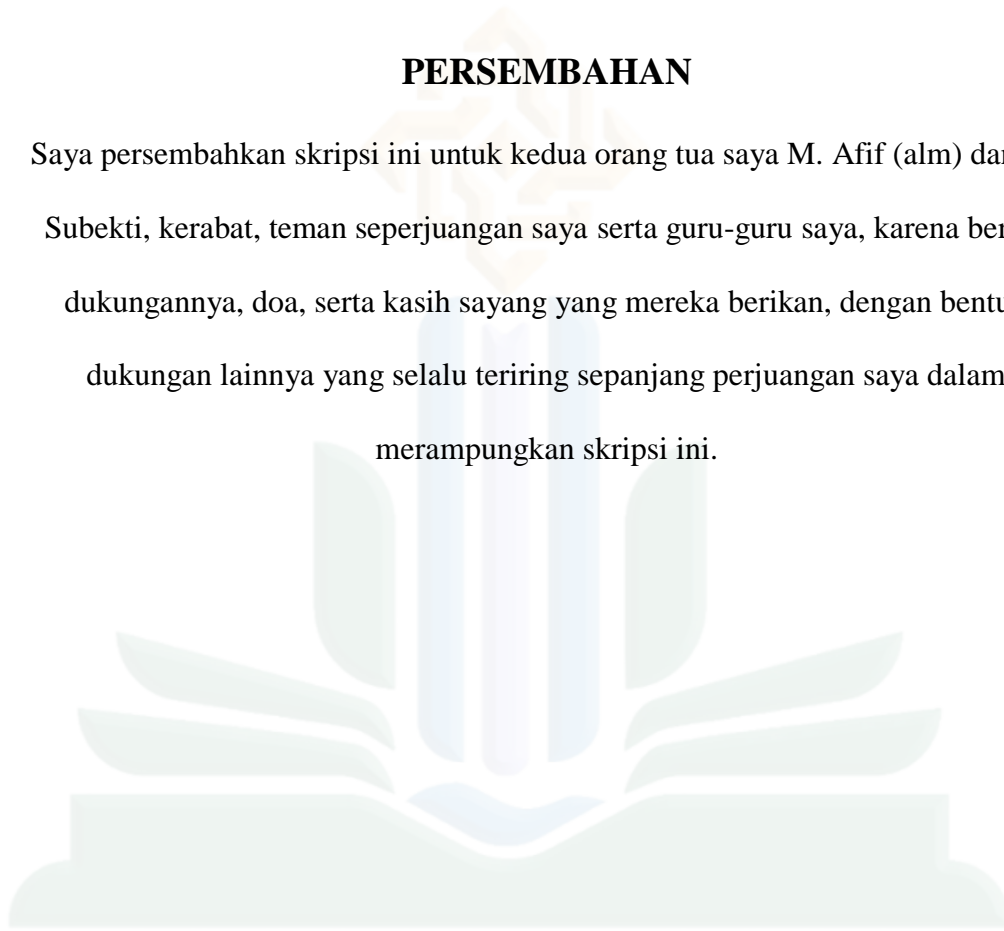 PERSEMBAHAN
Saya persembahkan skripsi ini untuk kedua orang tua saya M. Afif (alm)
Subekti, kerabat, teman seperjuangan saya serta guru-guru saya, karena
dukungannya, doa, serta kasih sayang yang mereka berikan, dengan
dukungan lainnya yang selalu teriring sepanjang perjuangan saya dalam
merampungkan skripsi ini.